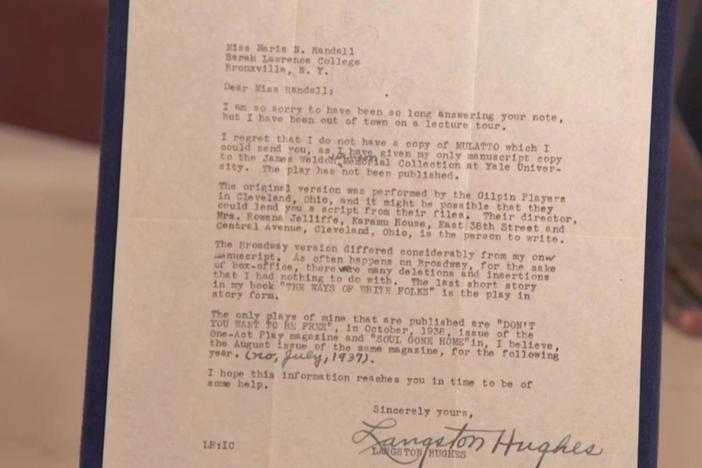 Miss Maria N. Randall
Sarah Lawrence College
Bronxville, N. Y.
Dear Miss Randall:
I am so sorry to have been so long answering your note,
but I have been out of town on a lecture tour.
I regret that I do not have a copy of MULATTO which I
could send you, as I have given my only manuscript copy
to the James Weldon Johnson Memorial Collection at Yale Univer-
sity. The play has not been published.
The original version was performed by the Gilpin Players
in Cleveland, Ohio, and it might be possible that they
could lend you a script from their files. Their director,
Mrs. Rowena Jelliffe, Karamu House, East 38th Street and
Central Avenue, Cleveland, Ohio, is the person to write.
The Broadway version differed considerably from my onw
manuscript. As often happens on Broadway, for the sake
of box-office, there were many deletions and insertions
that I had nothing to do with. The last short story
in my book "THE WAYS OF WHITE FOLKS" is the play in
story form.
The only plays of mine that are published are "DON'T
YOU WANT TO BE FREE", in October, 1938, issue of the
One-Act Play magazine and "SOUL GONE HOME"in, I believe,
the August issue of the same magazine, for the following
year. (no, July, 1937).
I hope this information reaches you in time to be of
some help.
Sincerely yours,
Langston Hughes
LH:IC LANGSTON HUGHES